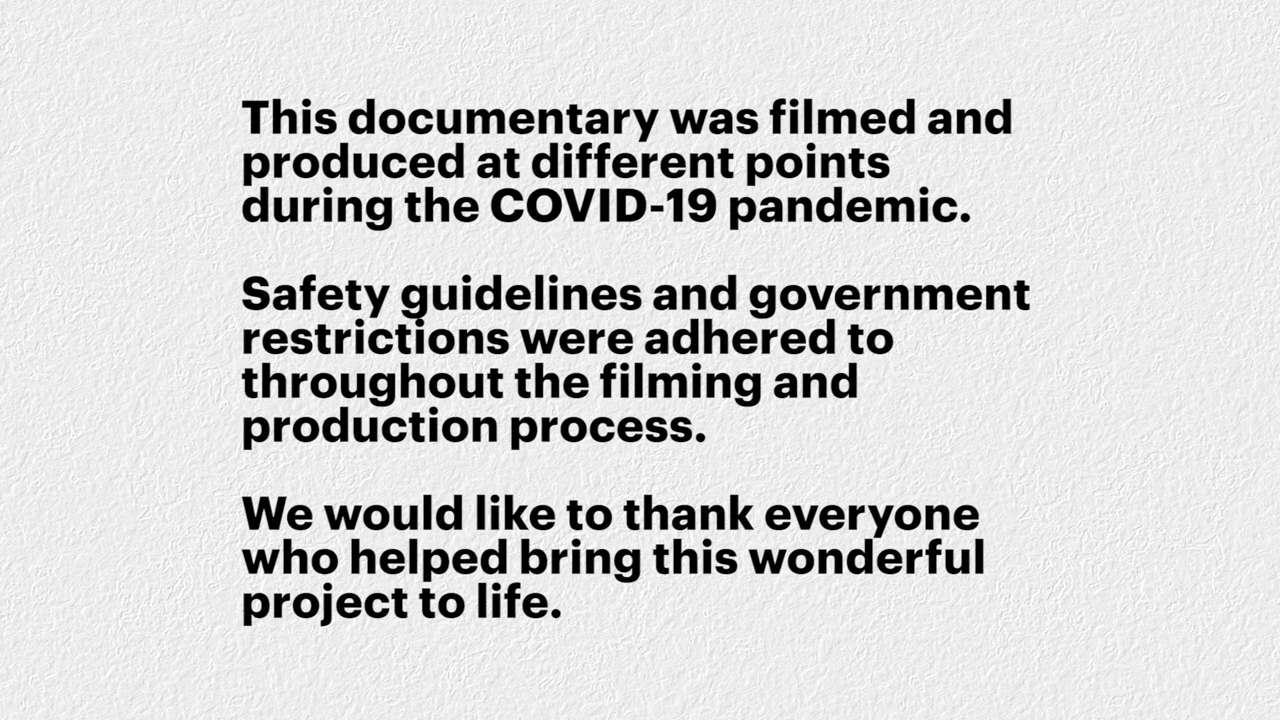 This documentary was filmed and
produced at different points
during the COVID-19 pandemic.
Safety guidelines and government
restrictions were adhered to
throughout the filming and
production process.
We would like to thank everyone
who helped bring this wonderful
project to life.